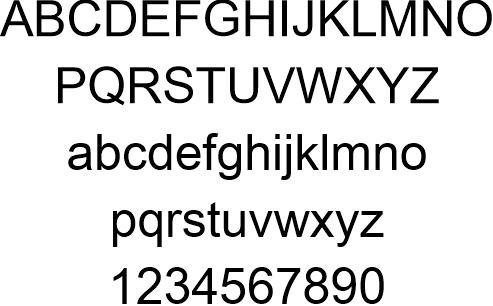 ABCDEFGHIJKLMNO
PQRSTUVWXYZ
abcdefghijklmno
pqrstuvwxyz
1234567890